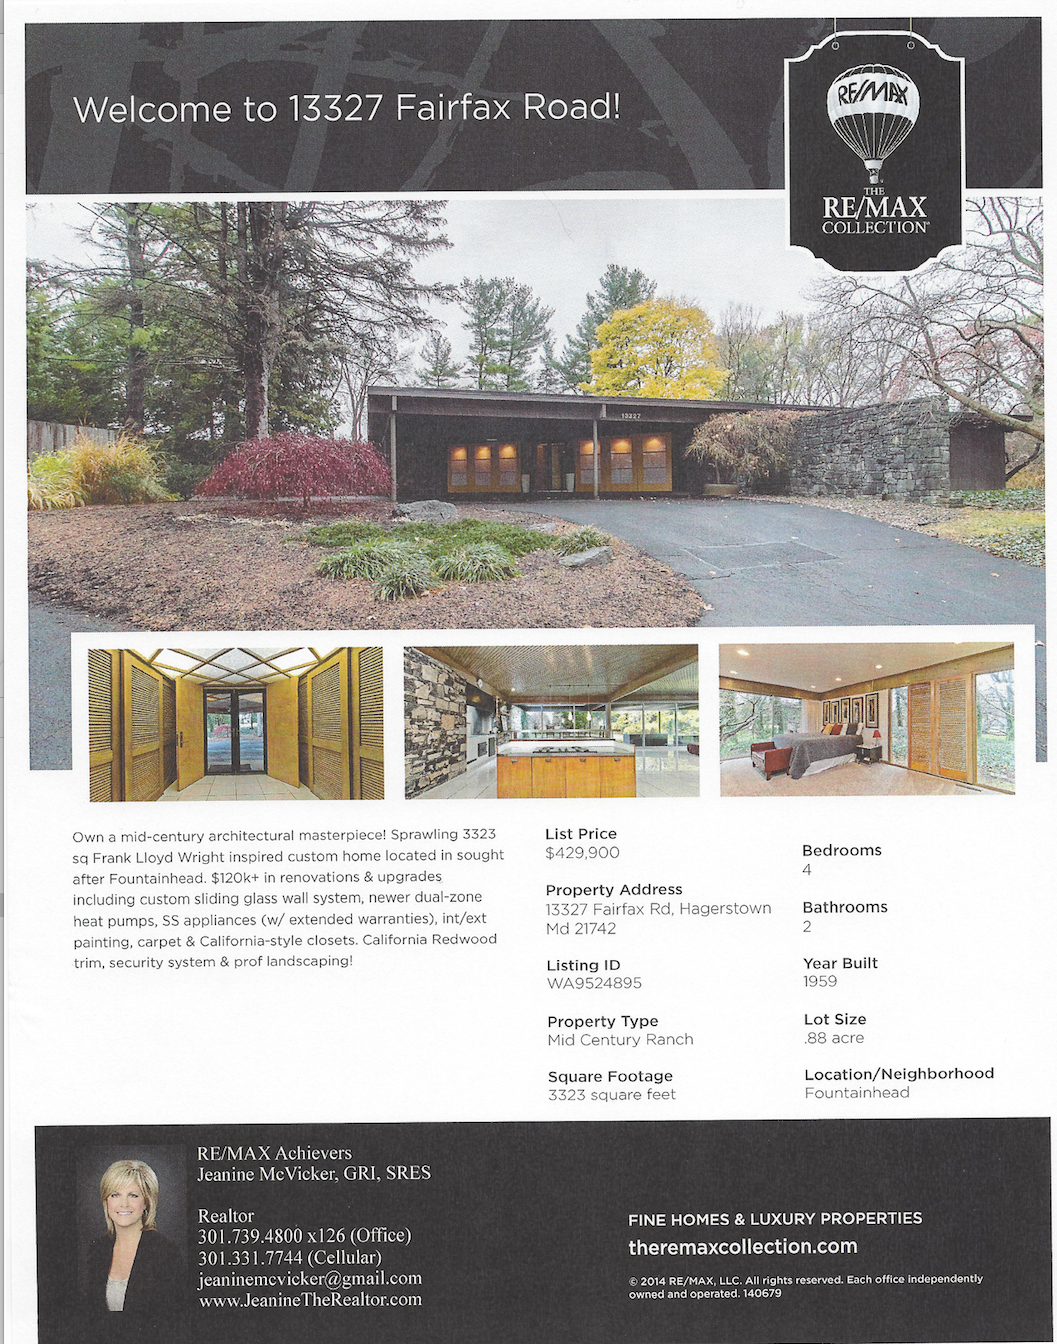 Welcome to 13327 Fairfax Road!
RE/MAX
THE
RE/MAX
COLLECTION®
13327
Own a mid-century architectural masterpiece! Sprawling 3323
sq Frank Lloyd Wright inspired custom home located in sought
after Fountainhead. $120k+ in renovations & upgrades
including custom sliding glass wall system, newer dual-zone
heat pumps, SS appliances (w/ extended warranties), int/ext
painting, carpet & California-style closets. California Redwood
trim, security system & prof landscaping!
List Price
$429,900
Property Address
13327 Fairfax Rd, Hagerstown
Md 21742
Listing ID
WA9524895
Property Type
Mid Century Ranch
Square Footage
3323 square feet
Bedrooms
4
Bathrooms
2
Year Built
1959
Lot Size
.88 acre
Location/Neighborhood
Fountainhead
RE/MAX Achievers
Jeanine McVicker, GRI, SRES
Realtor
301.739.4800 x126 (Office)
301.331.7744 (Cellular)
jeaninemcvicker@gmail.com
www.JeanineTheRealtor.com
FINE HOMES & LUXURY PROPERTIES
theremaxcollection.com
© 2014 RE/MAX, LLC. All rights reserved. Each office independently
owned and operated. 140679